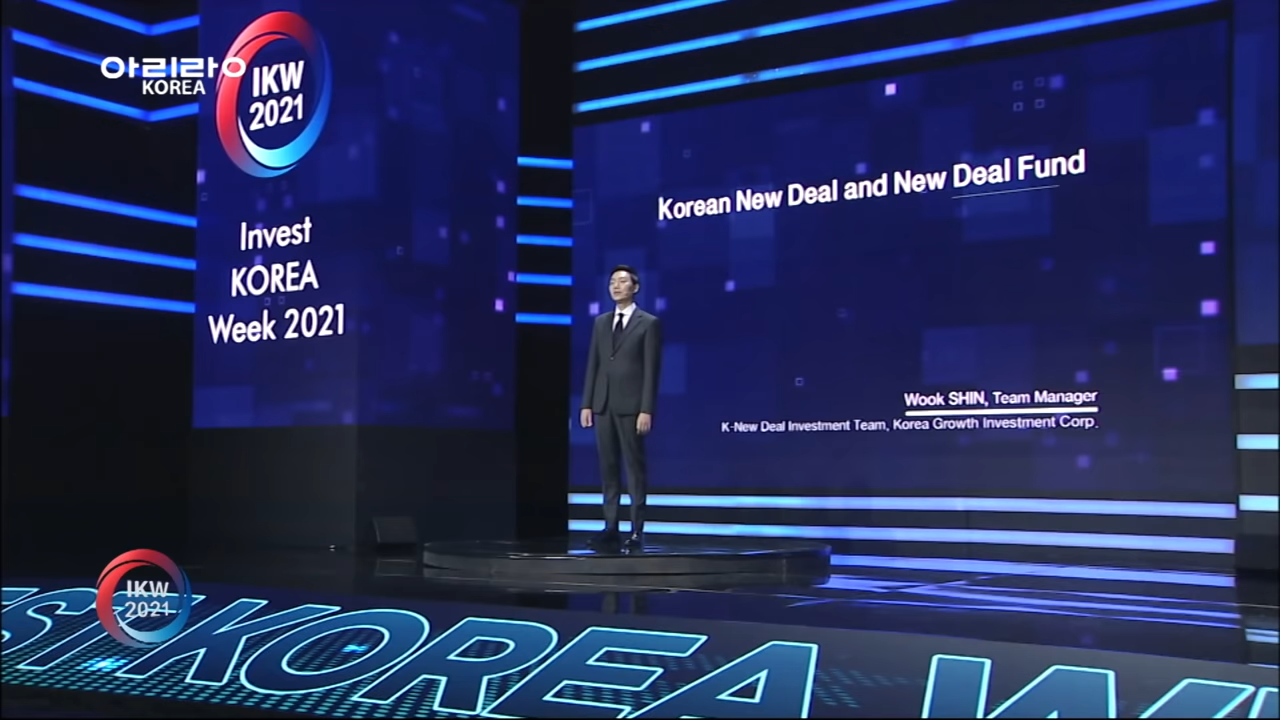 아리랑
KOREA
IKW
2021
Invest
KOREA
Week 2021
Korean New Deal and New Deal Fund
Wook SHIN, Team Manager
K-New Deal Investment Team, Korea Growth Investment Corp.
IKW
2021
ST KOREA W